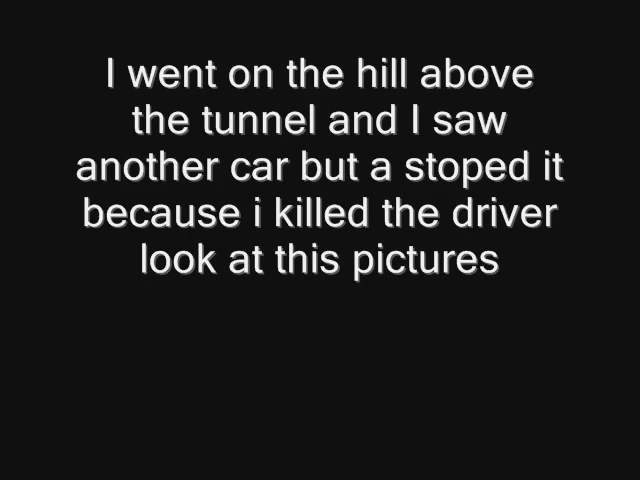 I went on the hill above
the tunnel and I saw
another car but a stoped it
because i killed the driver
look at this pictures